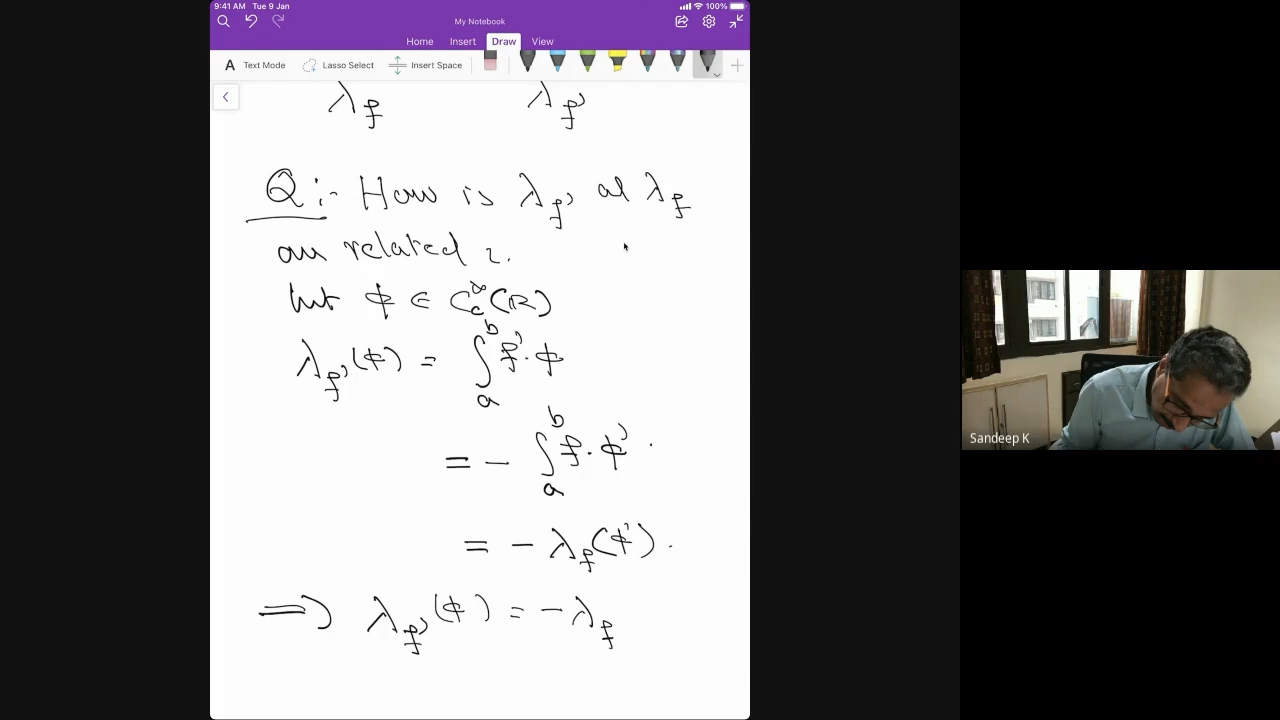 9:41 AM Tue 9 Jan
100%
My Notebook
Home Insert Draw View
A Text Mode Lasso Select Insert Space
λ_f λ_f'
Q:- How is λ_f' al λ_f
are related ?.
Let φ ∈ C_c^∞(ℝ)
λ_f'(φ) = ∫_a^b f'·φ
= - ∫_a^b f·φ' .
= - λ_f(φ') .
⟹ λ_f'(φ) = - λ_f
Sandeep K